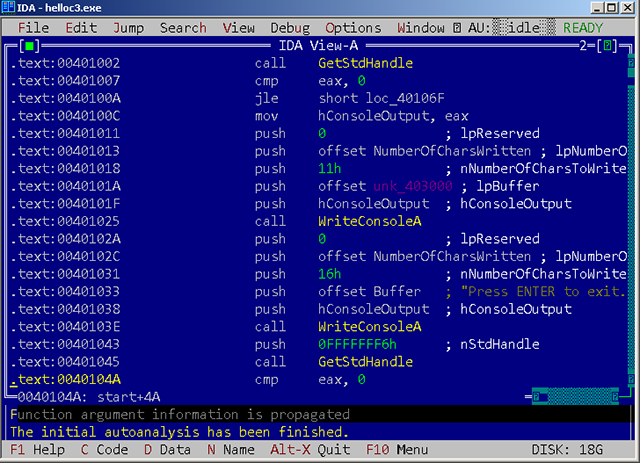 IDA - helloc3.exe
File Edit Jump Search View Debug Options Window AU: idle READY
IDA View-A 2
.text:00401002 call GetStdHandle
.text:00401007 cmp eax, 0
.text:0040100A jle short loc_40106F
.text:0040100C mov hConsoleOutput, eax
.text:00401011 push 0 ; lpReserved
.text:00401013 push offset NumberOfCharsWritten ; lpNumberO
.text:00401018 push 11h ; nNumberOfCharsToWrite
.text:0040101A push offset unk_403000 ; lpBuffer
.text:0040101F push hConsoleOutput ; hConsoleOutput
.text:00401025 call WriteConsoleA
.text:0040102A push 0 ; lpReserved
.text:0040102C push offset NumberOfCharsWritten ; lpNumberO
.text:00401031 push 16h ; nNumberOfCharsToWrite
.text:00401033 push offset Buffer ; "Press ENTER to exit.
.text:00401038 push hConsoleOutput ; hConsoleOutput
.text:0040103E call WriteConsoleA
.text:00401043 push 0FFFFFFF6h ; nStdHandle
.text:00401045 call GetStdHandle
.text:0040104A cmp eax, 0
0040104A: start+4A
Function argument information is propagated
The initial autoanalysis has been finished.
F1 Help C Code D Data N Name Alt-X Quit F10 Menu DISK: 18G